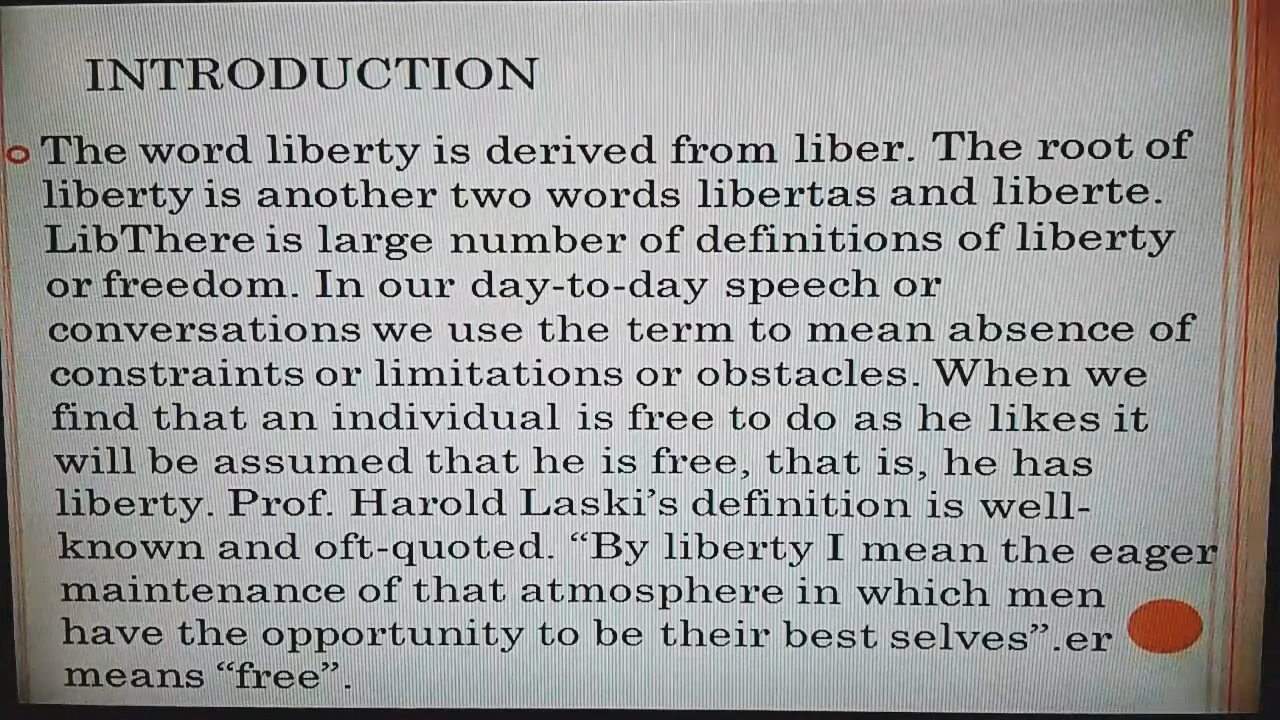 INTRODUCTION
The word liberty is derived from liber. The root of
liberty is another two words libertas and liberte.
LibThere is large number of definitions of liberty
or freedom. In our day-to-day speech or
conversations we use the term to mean absence of
constraints or limitations or obstacles. When we
find that an individual is free to do as he likes it
will be assumed that he is free, that is, he has
liberty. Prof. Harold Laski’s definition is well-
known and oft-quoted. “By liberty I mean the eager
maintenance of that atmosphere in which men
have the opportunity to be their best selves”.er
means “free”.